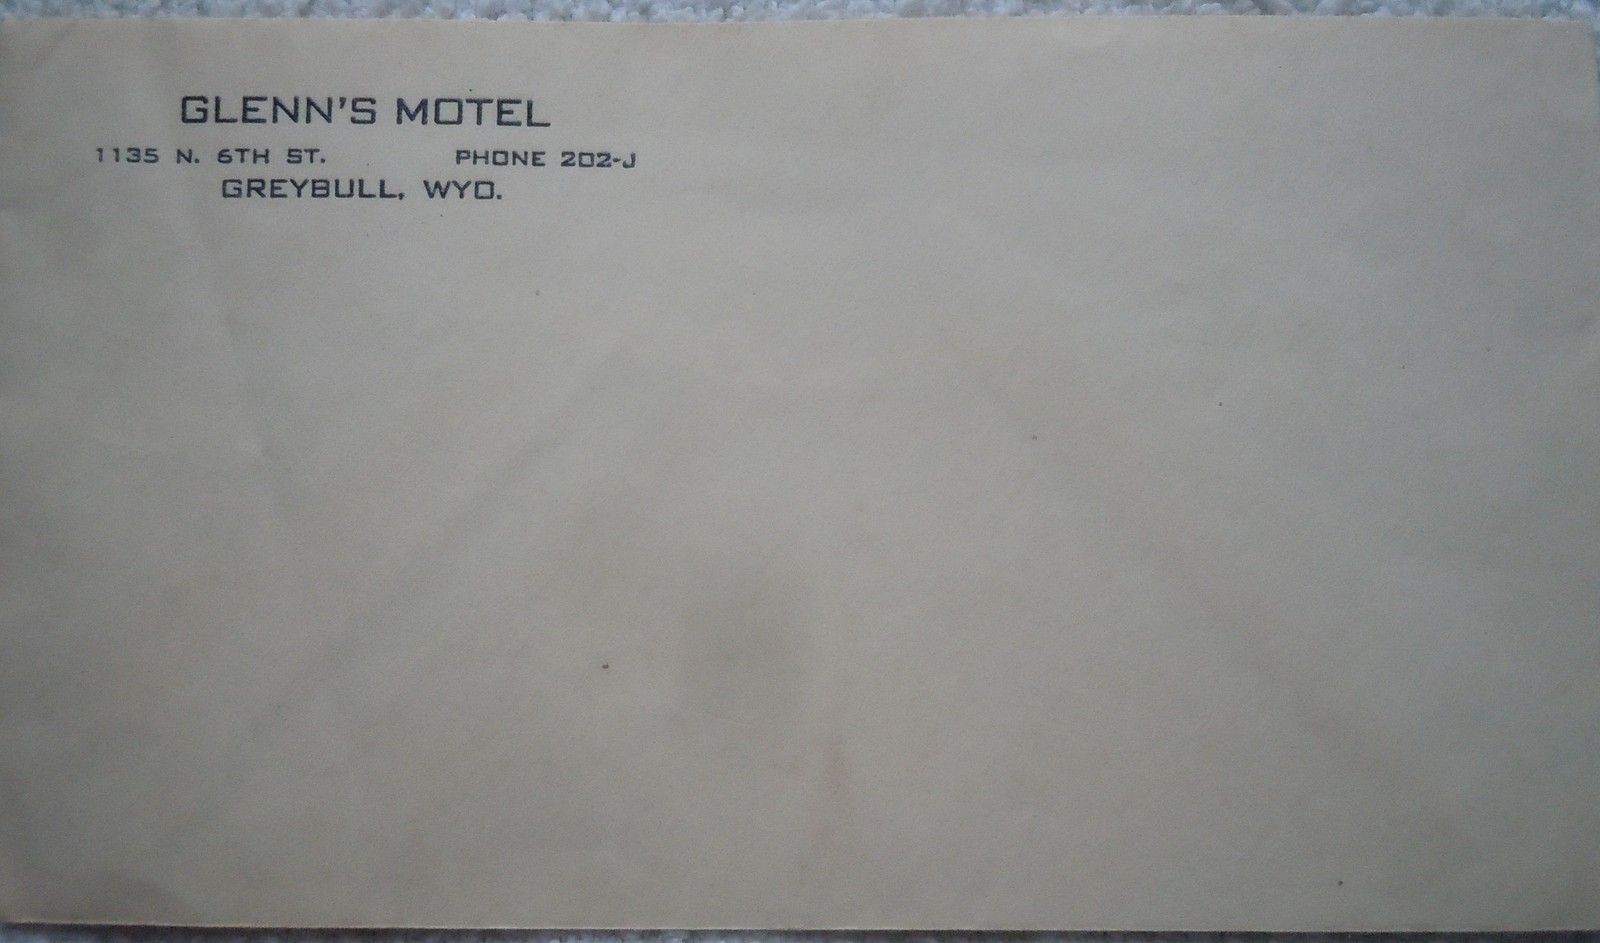 GLENN'S MOTEL
1135 N. 6TH ST. PHONE 202-J
GREYBULL, WYO.